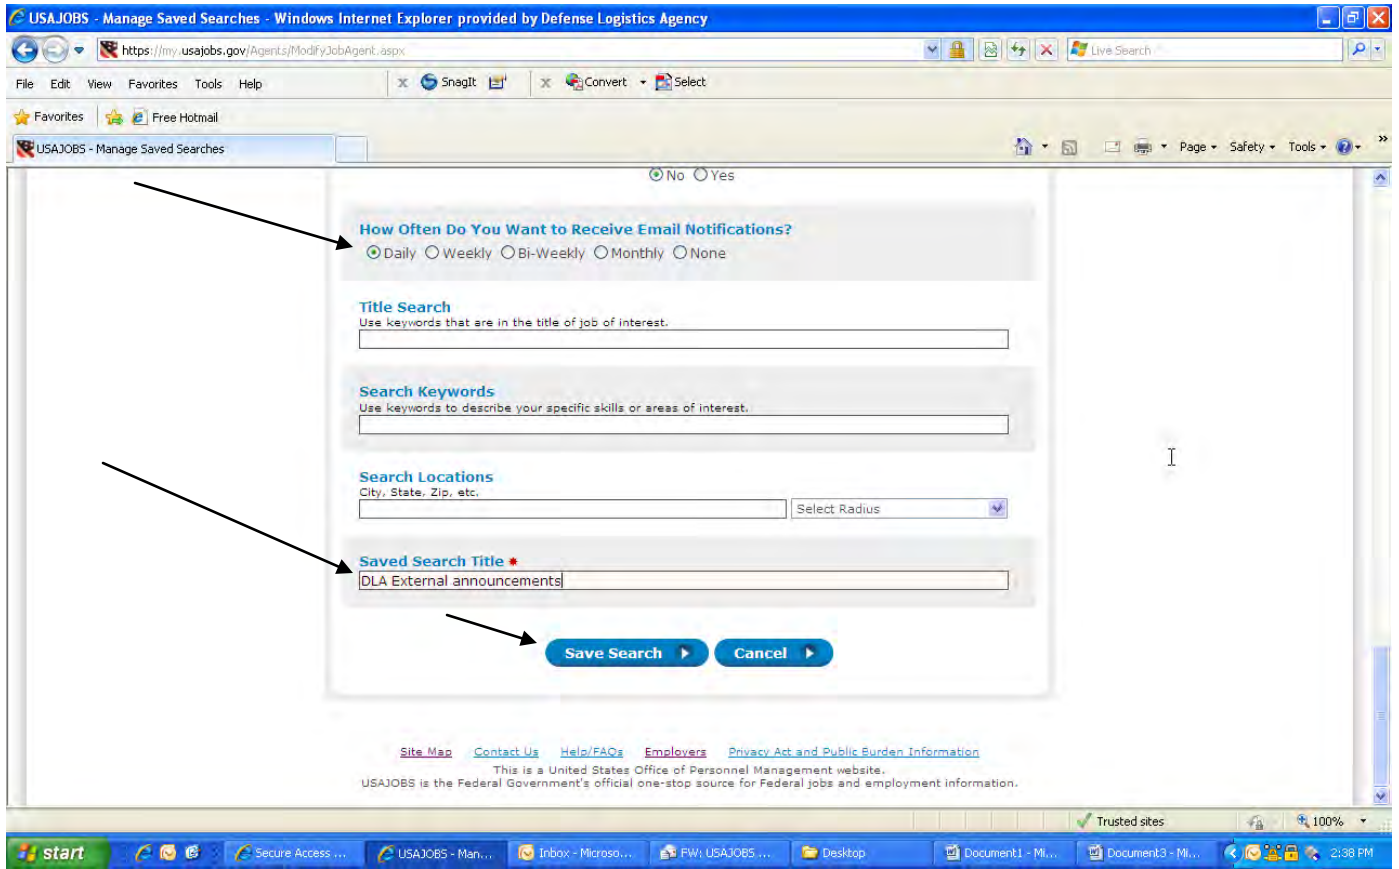 USAJOBS - Manage Saved Searches - Windows Internet Explorer provided by Defense Logistics Agency
https://my.usajobs.gov/Agents/ModifyJobAgent.aspx
Live Search
File Edit View Favorites Tools Help
x SnagIt
x Convert Select
Favorites Free Hotmail
USAJOBS - Manage Saved Searches
Page Safety Tools »
No Yes
How Often Do You Want to Receive Email Notifications?
Daily Weekly Bi-Weekly Monthly None
Title Search
Use keywords that are in the title of job of interest.
Search Keywords
Use keywords to describe your specific skills or areas of interest.
Search Locations
City, State, Zip, etc.
Select Radius
Saved Search Title *
DLA External announcements
Save Search Cancel
Site Map Contact Us Help/FAQs Employers Privacy Act and Public Burden Information
This is a United States Office of Personnel Management website.
USAJOBS is the Federal Government's official one-stop source for Federal jobs and employment information.
Trusted sites 100%
start Secure Access ... USAJOBS - Man... Inbox - Microso... FW: USAJOBS ... Desktop Document1 - Mi... Document3 - Mi... 2:38 PM